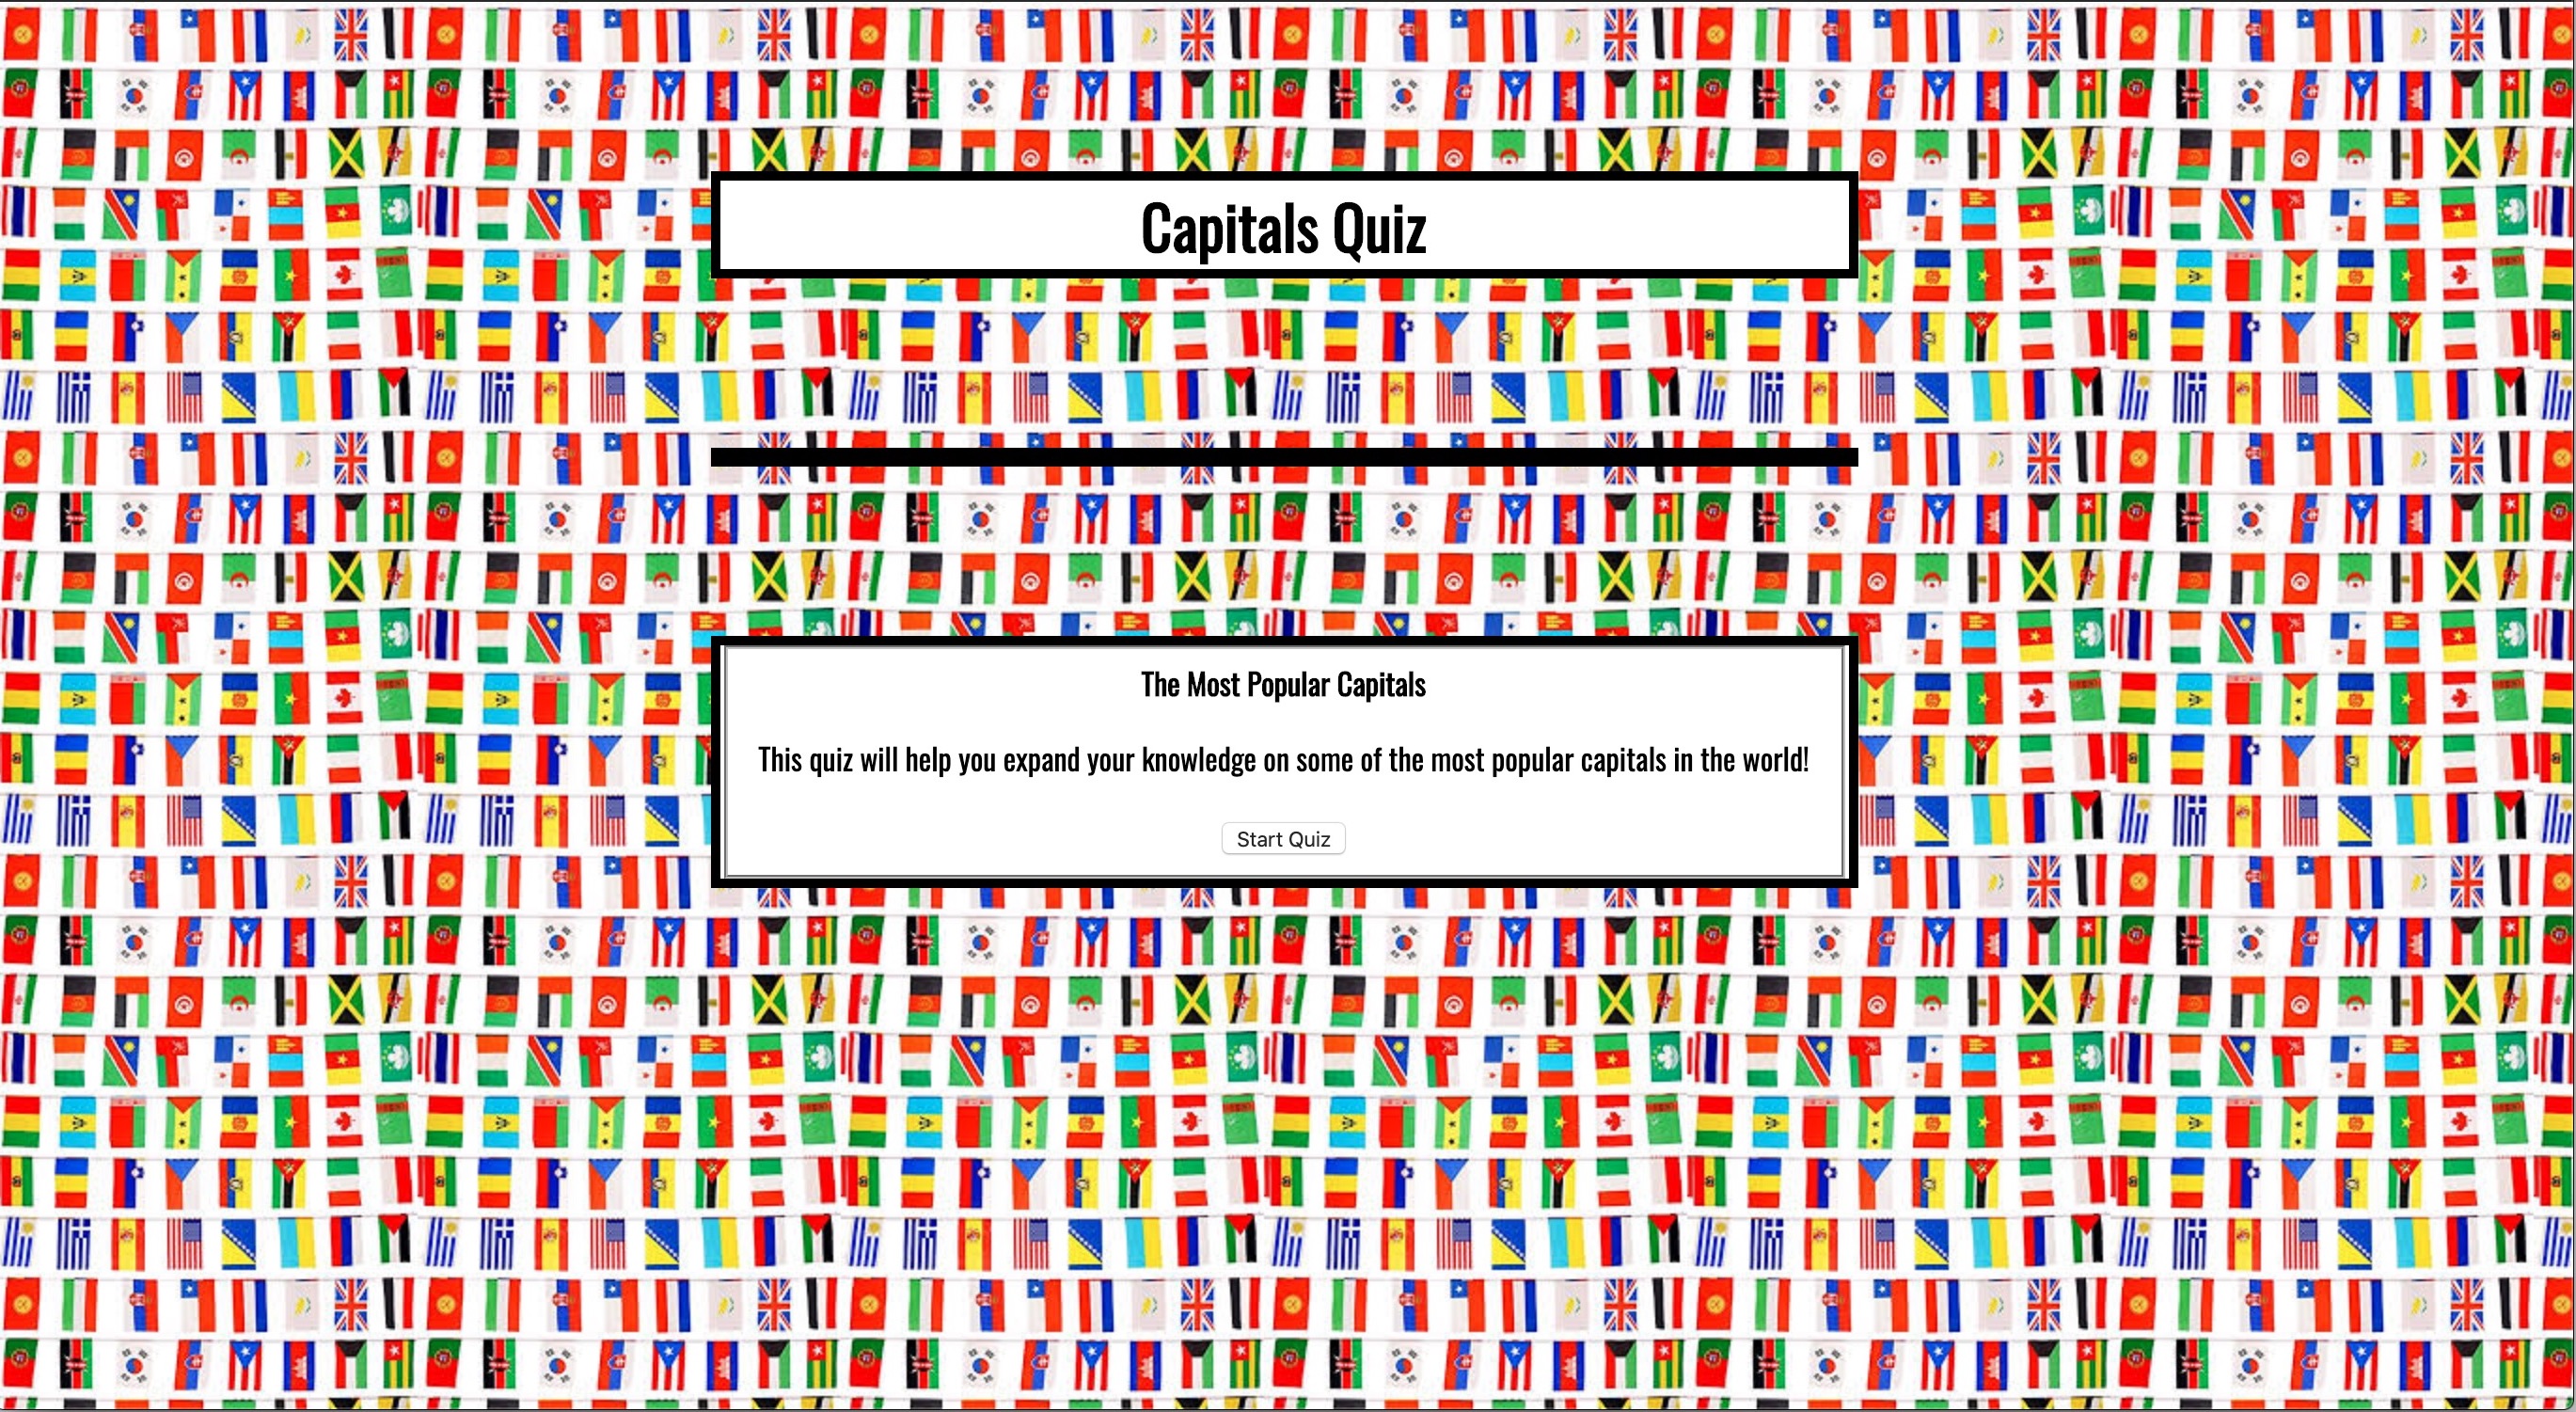 Capitals Quiz
The Most Popular Capitals
This quiz will help you expand your knowledge on some of the most popular capitals in the world!
Start Quiz